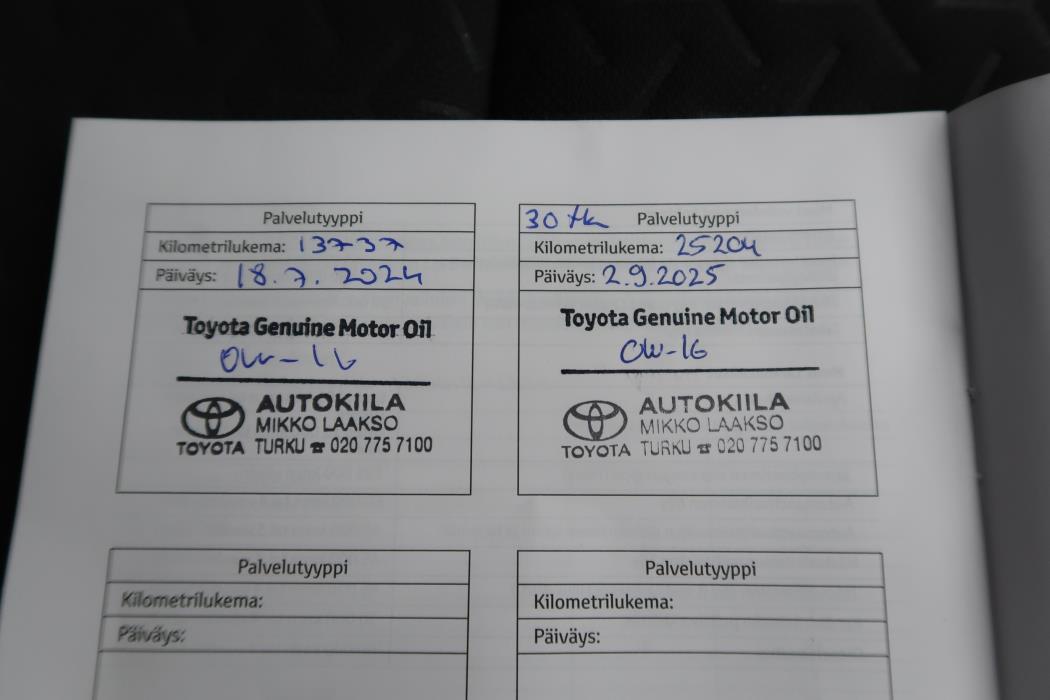 Palvelutyyppi
Kilometrilukema: 13737
Päiväys: 18.7.2024
Toyota Genuine Motor Oil
0W-16
AUTOKIILA
MIKKO LAAKSO
TOYOTA TURKU ☎ 020 775 7100
30 tk Palvelutyyppi
Kilometrilukema: 25204
Päiväys: 2.9.2025
Toyota Genuine Motor Oil
0W-16
AUTOKIILA
MIKKO LAAKSO
TOYOTA TURKU ☎ 020 775 7100
Palvelutyyppi
Kilometrilukema:
Päiväys:
Palvelutyyppi
Kilometrilukema:
Päiväys: